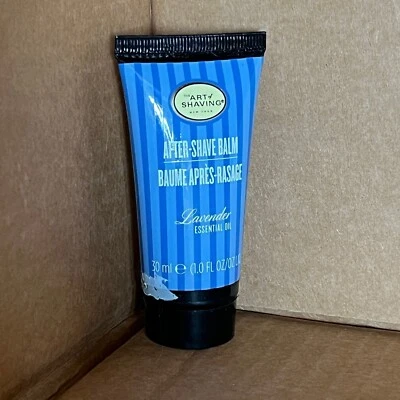 THE
ART of
SHAVING®
NEW YORK
AFTER-SHAVE BALM
BAUME APRÈS-RASAGE
Lavender
ESSENTIAL OIL
30 ml e (1.0 FL OZ/OZ